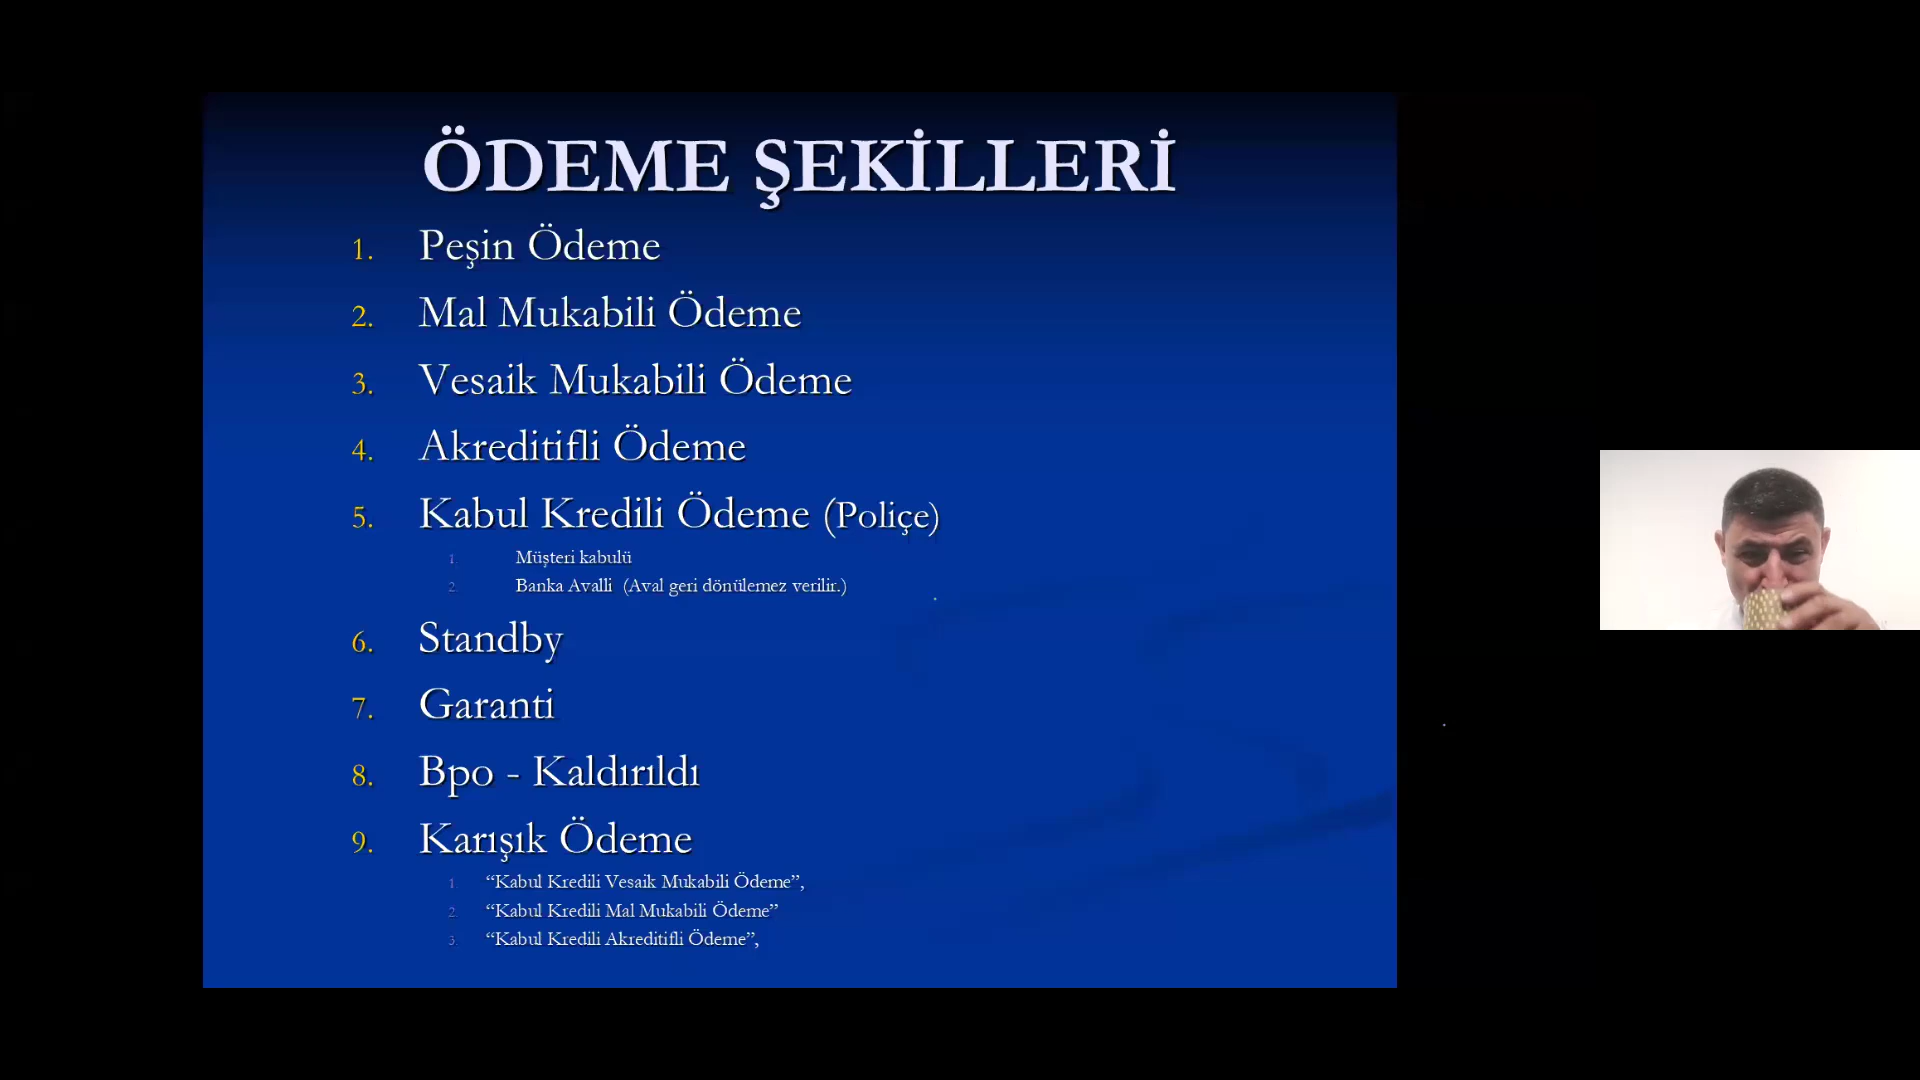 ÖDEME ŞEKİLLERİ
1. Peşin Ödeme
2. Mal Mukabili Ödeme
3. Vesaik Mukabili Ödeme
4. Akreditifli Ödeme
5. Kabul Kredili Ödeme (Poliçe)
1. Müşteri kabulü
2. Banka Avalli (Aval geri dönülemez verilir.)
6. Standby
7. Garanti
8. Bpo - Kaldırıldı
9. Karışık Ödeme
1. “Kabul Kredili Vesaik Mukabili Ödeme”,
2. “Kabul Kredili Mal Mukabili Ödeme”
3. “Kabul Kredili Akreditifli Ödeme”,